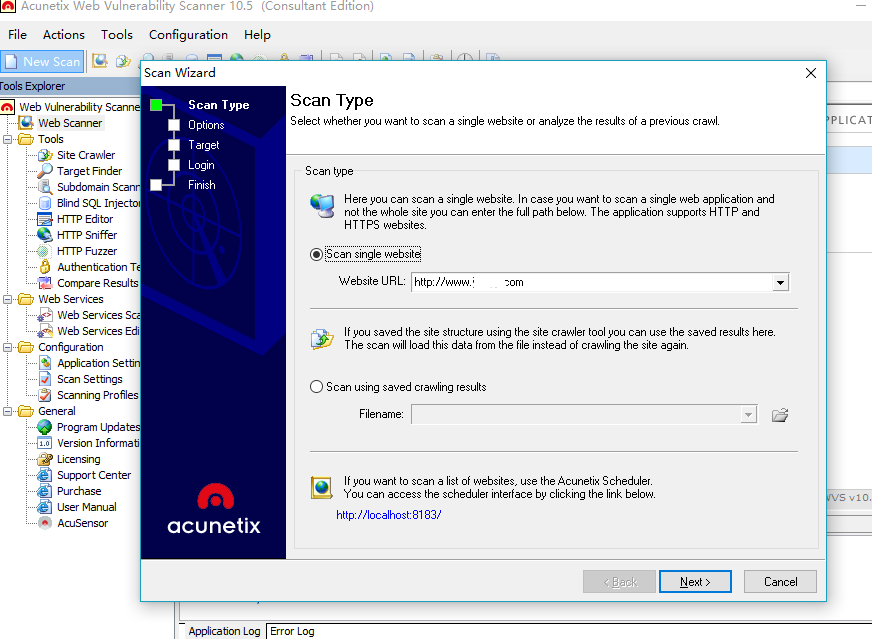 Acunetix Web Vulnerability Scanner 10.5 (Consultant Edition)
File Actions Tools Configuration Help
New Scan
Tools Explorer
Web Vulnerability Scanne
Web Scanner
Tools
Site Crawler
Target Finder
Subdomain Scann
Blind SQL Injector
HTTP Editor
HTTP Sniffer
HTTP Fuzzer
Authentication Te
Compare Results
Web Services
Web Services Sca
Web Services Edi
Configuration
Application Settin
Scan Settings
Scanning Profiles
General
Program Updates
Version Informati
Licensing
Support Center
Purchase
User Manual
AcuSensor
Scan Wizard
Scan Type
Options
Target
Login
Finish
acunetix
Scan Type
Select whether you want to scan a single website or analyze the results of a previous crawl.
Scan type
Here you can scan a single website. In case you want to scan a single web application and
not the whole site you can enter the full path below. The application supports HTTP and
HTTPS websites.
Scan single website
Website URL: http://www. .com
If you saved the site structure using the site crawler tool you can use the saved results here.
The scan will load this data from the file instead of crawling the site again.
Scan using saved crawling results
Filename:
If you want to scan a list of websites, use the Acunetix Scheduler.
You can access the scheduler interface by clicking the link below.
http://localhost:8183/
< Back Next > Cancel
PPLICAT
WVS v10.
Application Log Error Log